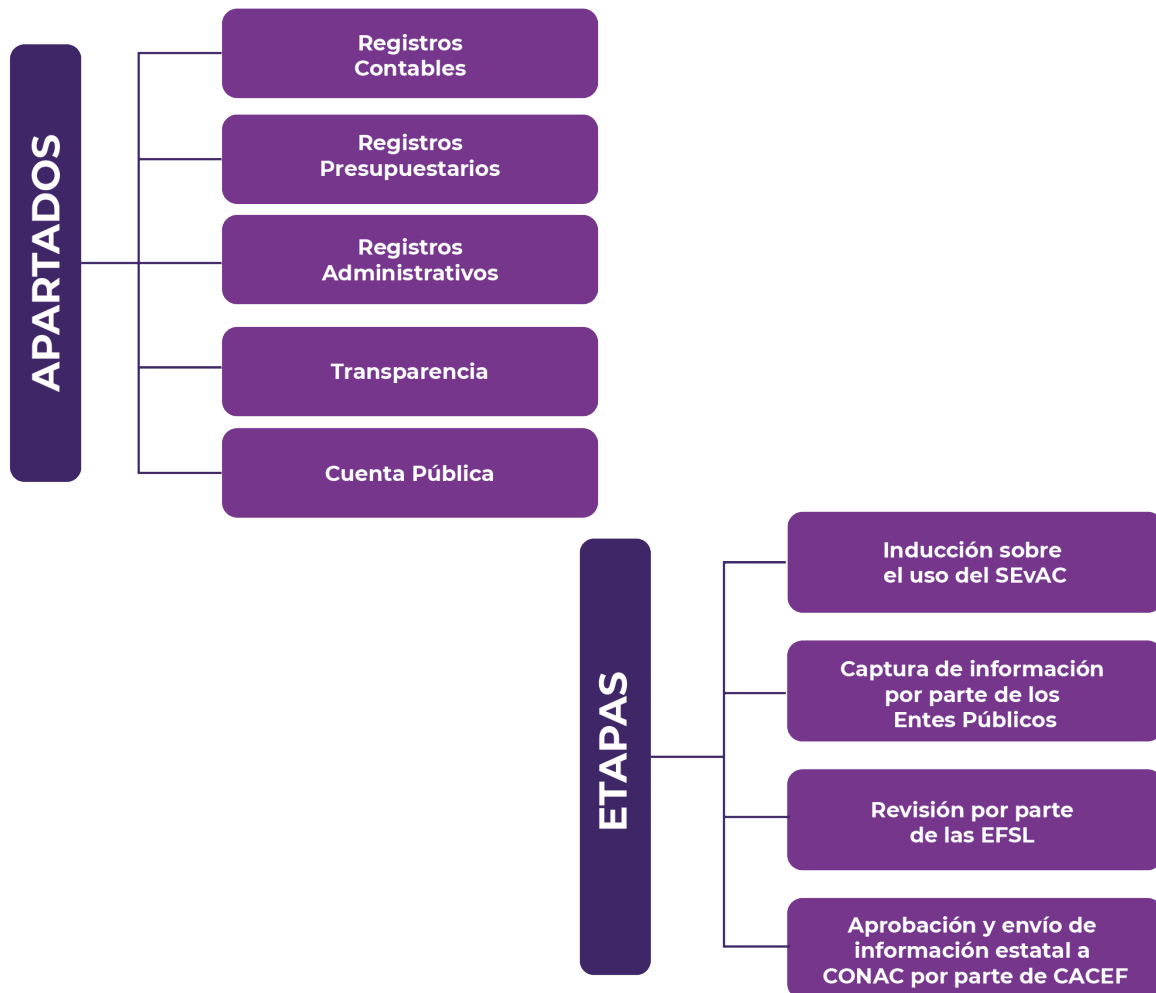 APARTADOS
Registros
Contables
Registros
Presupuestarios
Registros
Administrativos
Transparencia
Cuenta Pública
ETAPAS
Inducción sobre
el uso del SEvAC
Captura de información
por parte de los
Entes Públicos
Revisión por parte
de las EFSL
Aprobación y envío de
información estatal a
CONAC por parte de CACEF